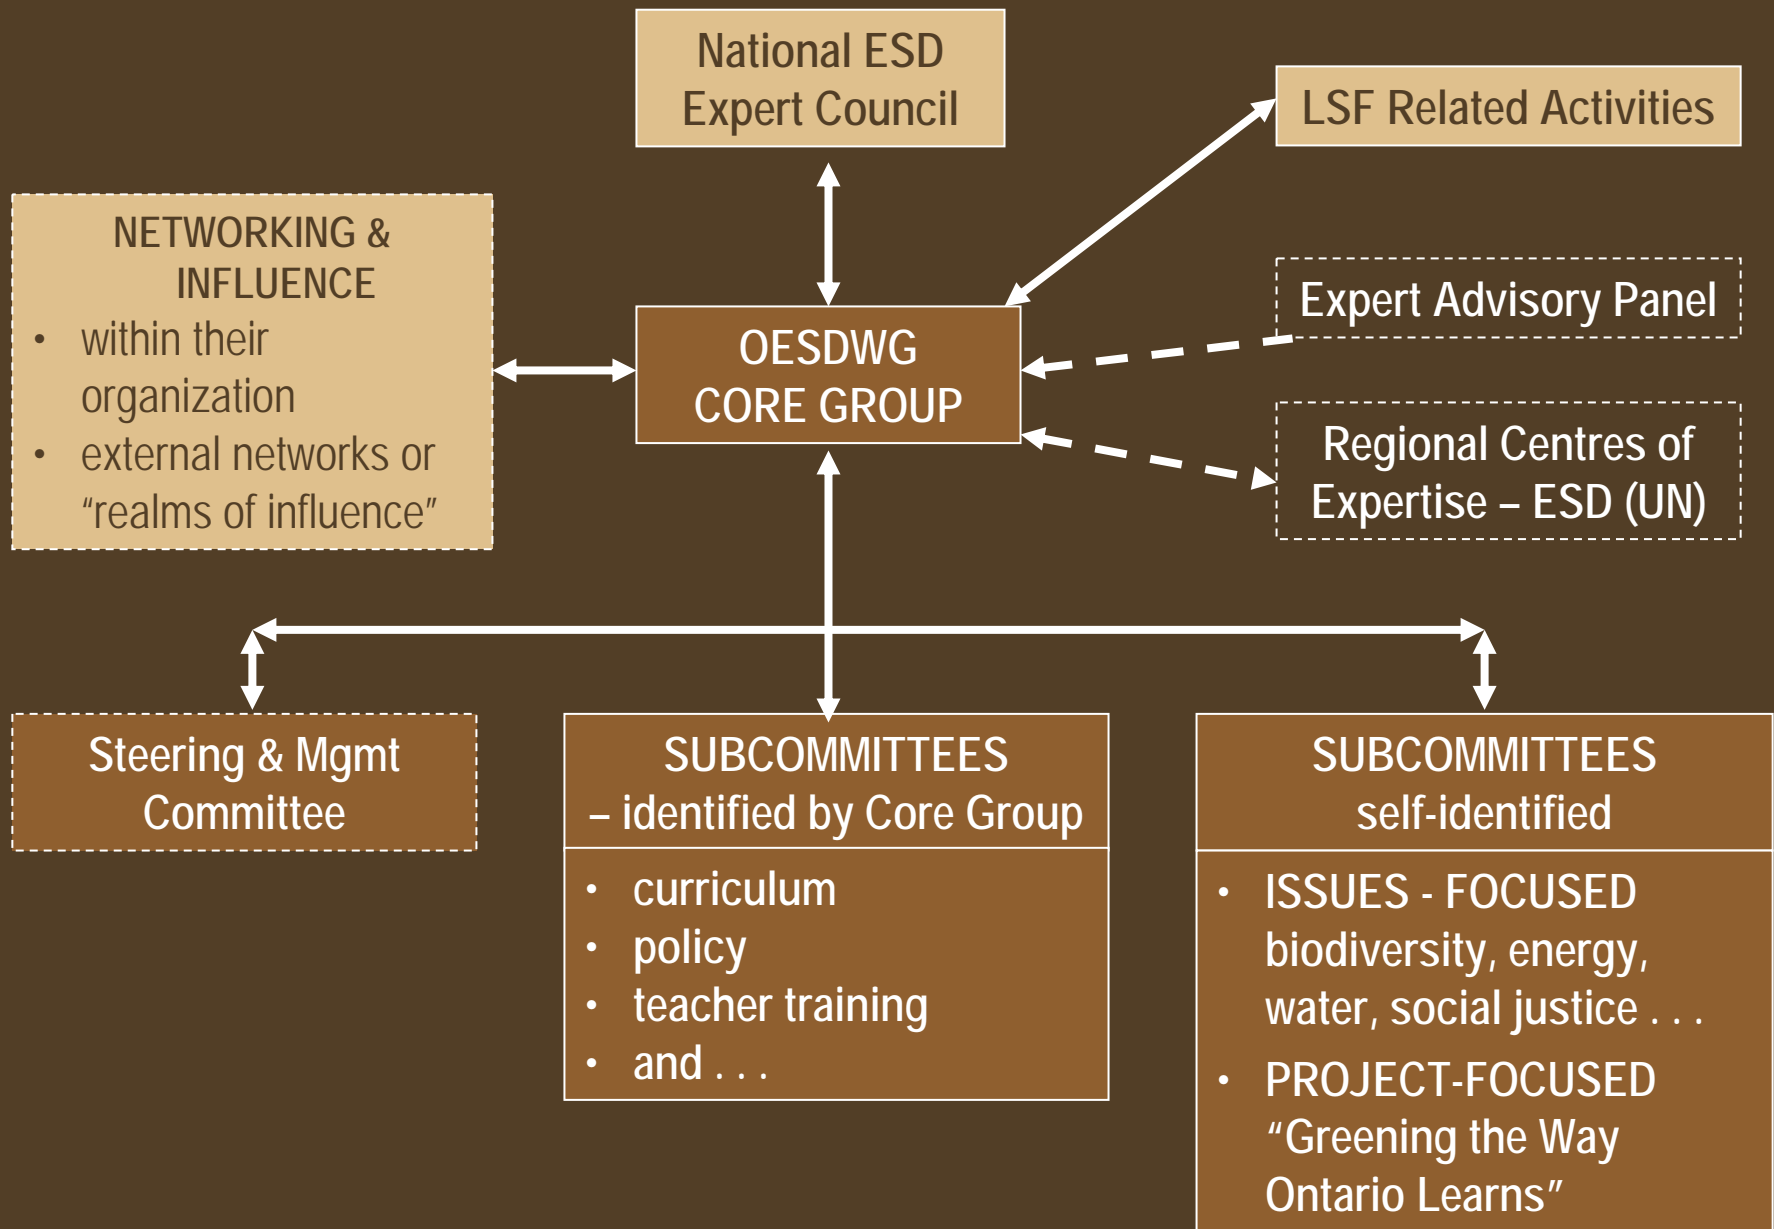 National ESD
Expert Council
LSF Related Activities
NETWORKING &
INFLUENCE
• within their
organization
• external networks or
“realms of influence”
OESDWG
CORE GROUP
Expert Advisory Panel
Regional Centres of
Expertise – ESD (UN)
Steering & Mgmt
Committee
SUBCOMMITTEES
– identified by Core Group
• curriculum
• policy
• teacher training
• and . . .
SUBCOMMITTEES
self-identified
• ISSUES - FOCUSED
biodiversity, energy,
water, social justice . . .
• PROJECT-FOCUSED
“Greening the Way
Ontario Learns”